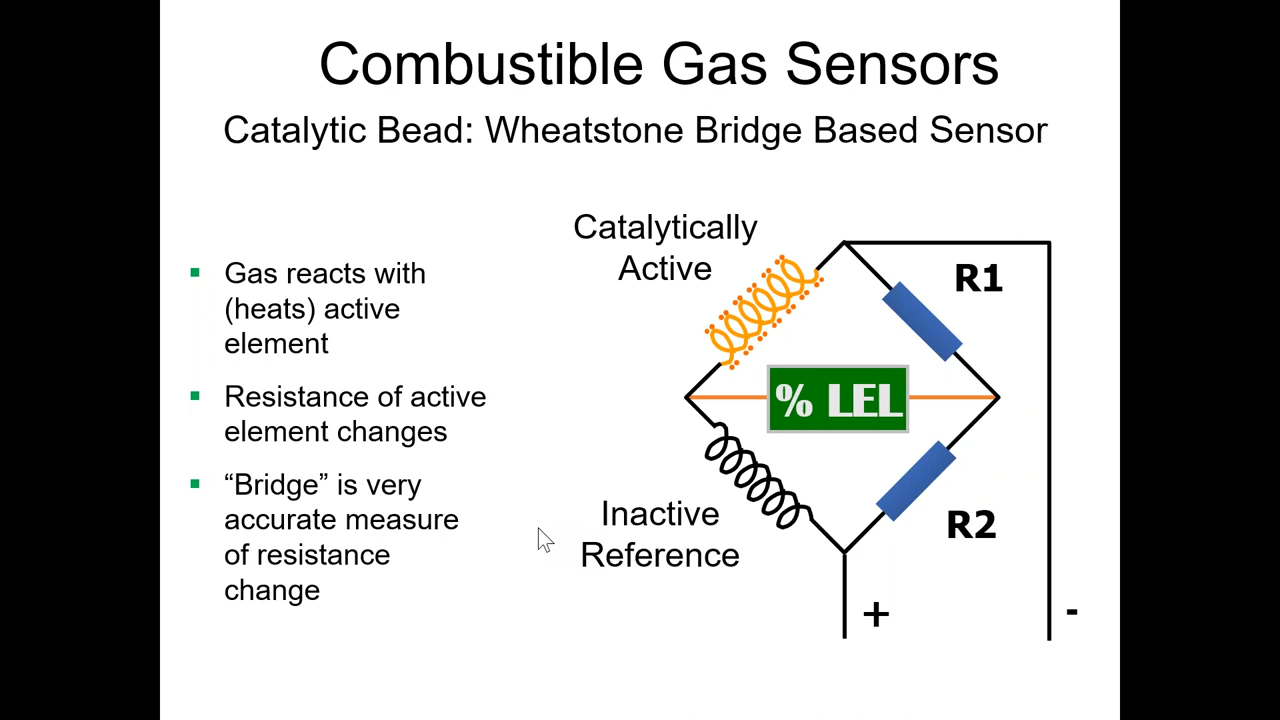 Combustible Gas Sensors
Catalytic Bead: Wheatstone Bridge Based Sensor
▪ Gas reacts with
(heats) active
element
▪ Resistance of active
element changes
▪ “Bridge” is very
accurate measure
of resistance
change
Catalytically
Active
R1
% LEL
Inactive
Reference
R2
+
-